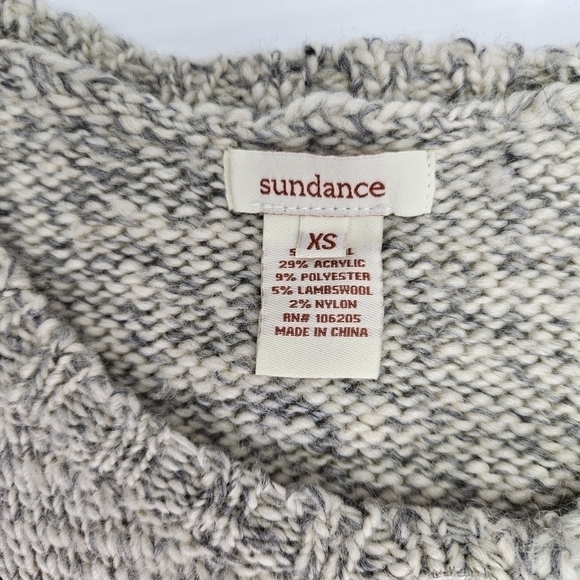 sundance
XS
29% ACRYLIC
9% POLYESTER
5% LAMBSWOOL
2% NYLON
RN# 106205
MADE IN CHINA